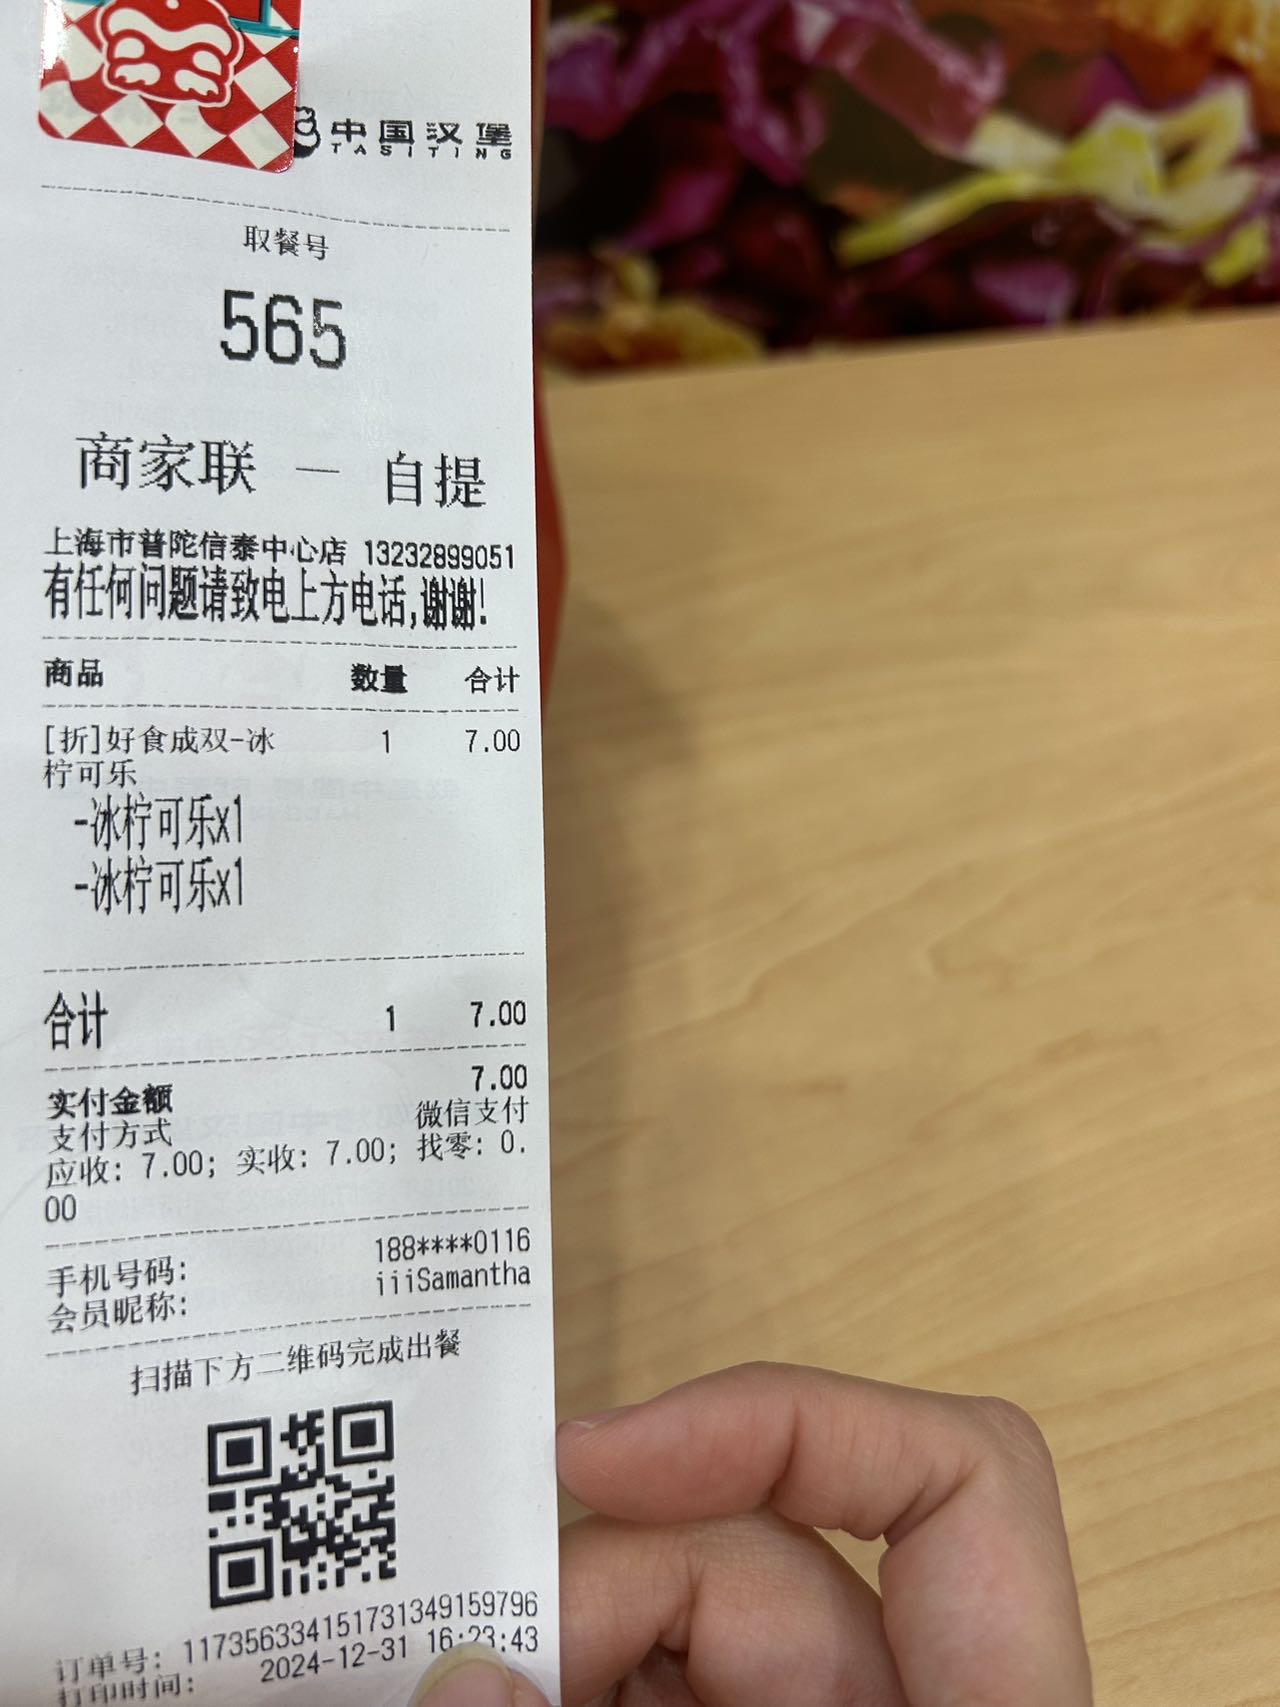 中国汉堡
TASITING
取餐号
565
商家联 — 自提
上海市普陀信泰中心店 13232899051
有任何问题请致电上方电话,谢谢!
商品 数量 合计
[折]好食成双-冰 1 7.00
柠可乐
-冰柠可乐x1
-冰柠可乐x1
合计 1 7.00
实付金额 7.00
支付方式 微信支付
应收: 7.00; 实收: 7.00; 找零: 0.
00
手机号码: 188****0116
会员昵称: iiiSamantha
扫描下方二维码完成出餐
订单号: 11735633415173134915​9796
打印时间: 2024-12-31 16:23:43